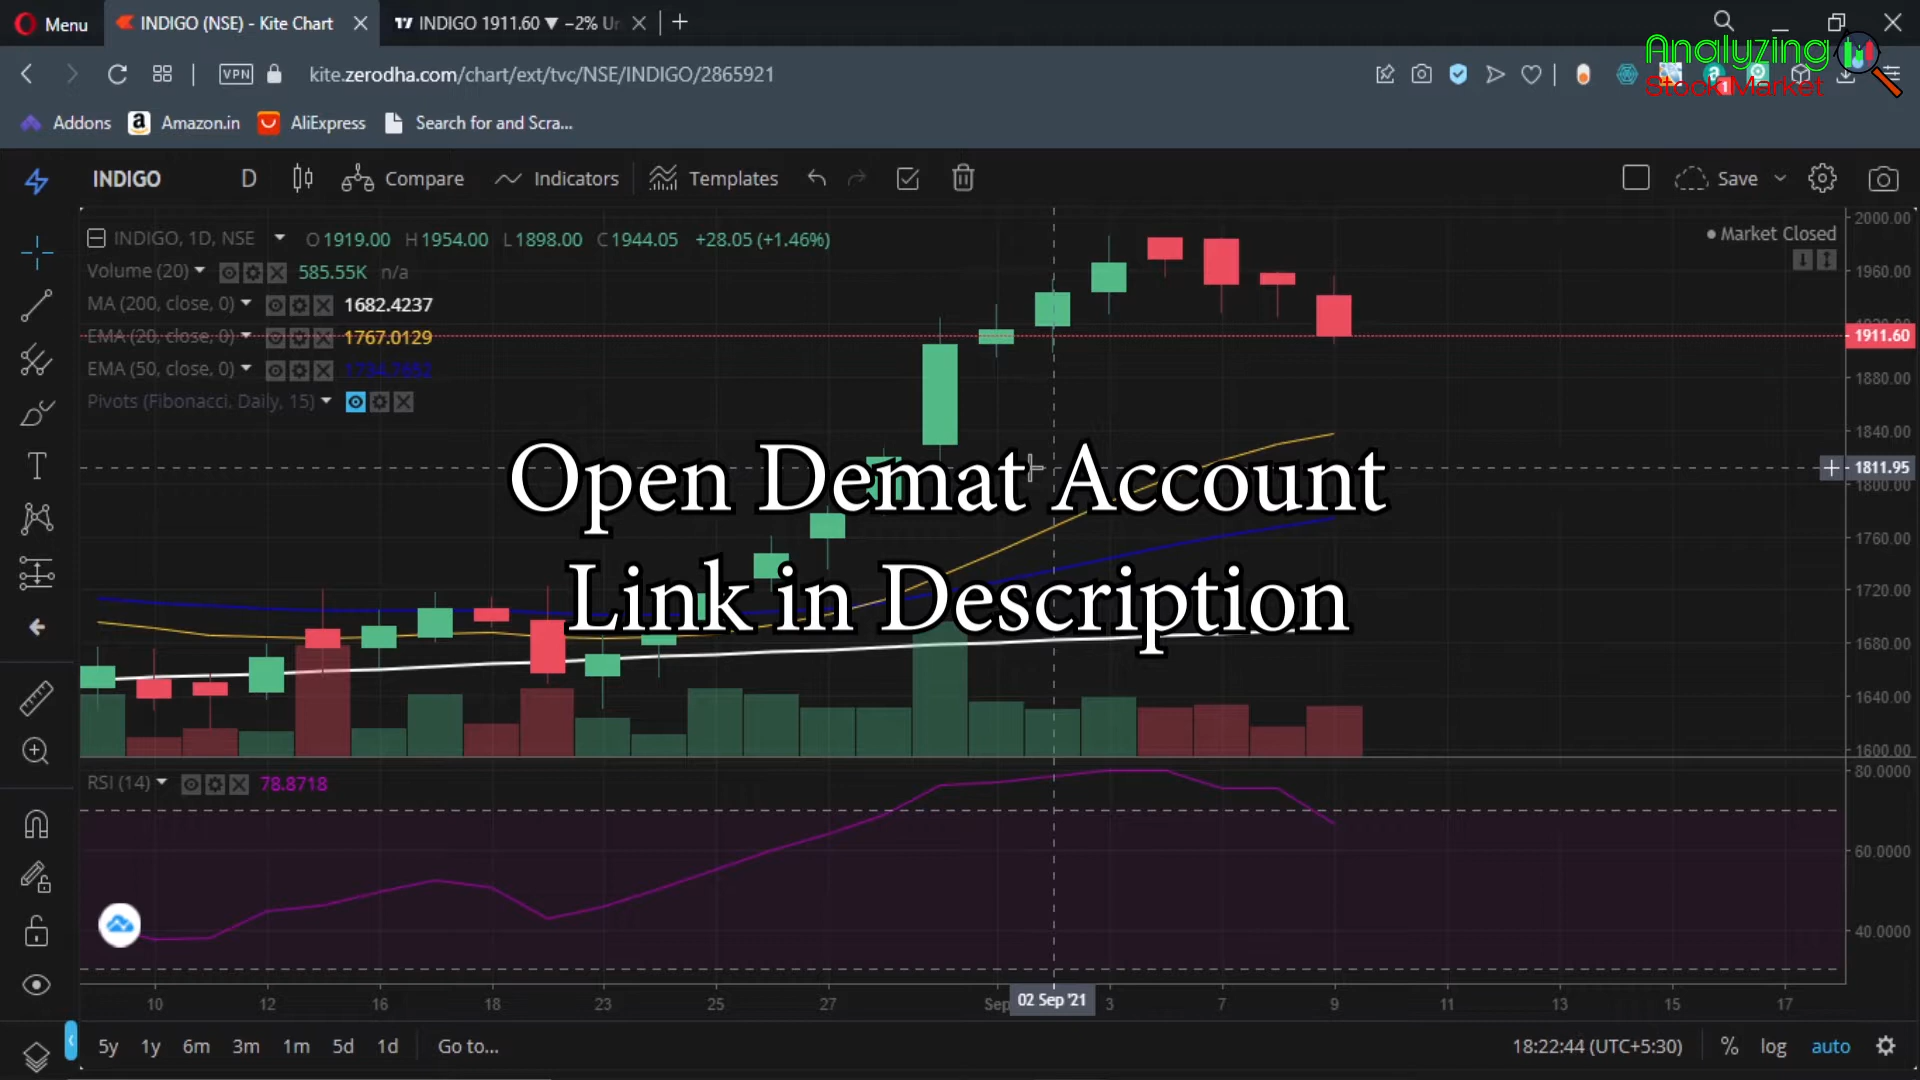 Menu
INDIGO (NSE) - Kite Chart
INDIGO 1911.60 ▼ −2% Un
Analyzing
Stock Market
VPN
kite.zerodha.com/chart/ext/tvc/NSE/INDIGO/2865921
1
Addons
Amazon.in
AliExpress
Search for and Scra...
INDIGO
D
Compare
Indicators
Templates
Save
INDIGO, 1D, NSE
O1919.00 H1954.00 L1898.00 C1944.05 +28.05 (+1.46%)
Market Closed
Volume (20) 585.55K n/a
MA (200, close, 0) 1682.4237
EMA (20, close, 0) 1767.0129
EMA (50, close, 0)
Pivots (Fibonacci, Daily, 15)
2000.00
1960.00
1911.60
1880.00
1840.00
1811.95
1800.00
1760.00
1720.00
1680.00
1640.00
1600.00
Open Demat Account
Link in Description
RSI (14) 78.8718
80.0000
60.0000
40.0000
10 12 16 18 23 25 27 Sep 02 Sep '21 3 7 9 11 13 15 17
5y 1y 6m 3m 1m 5d 1d Go to...
18:22:44 (UTC+5:30) % log auto